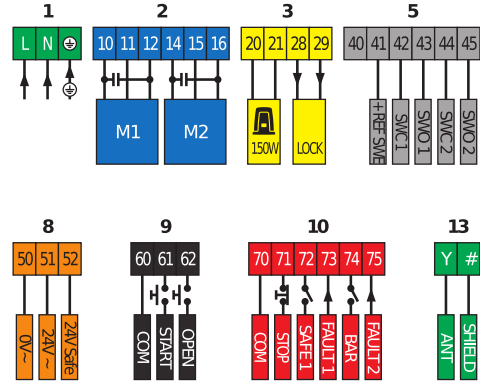 1 2 3 5
L N 10 11 12 14 15 16 20 21 28 29 40 41 42 43 44 45
M1 M2 150W LOCK + REF SWE SWC 1 SWO 1 SWC 2 SWO 2
8 9 10 13
50 51 52 60 61 62 70 71 72 73 74 75 Y #
0V~ 24V~ 24V Safe COM START OPEN COM STOP SAFE 1 FAULT 1 BAR FAULT 2 ANT SHIELD